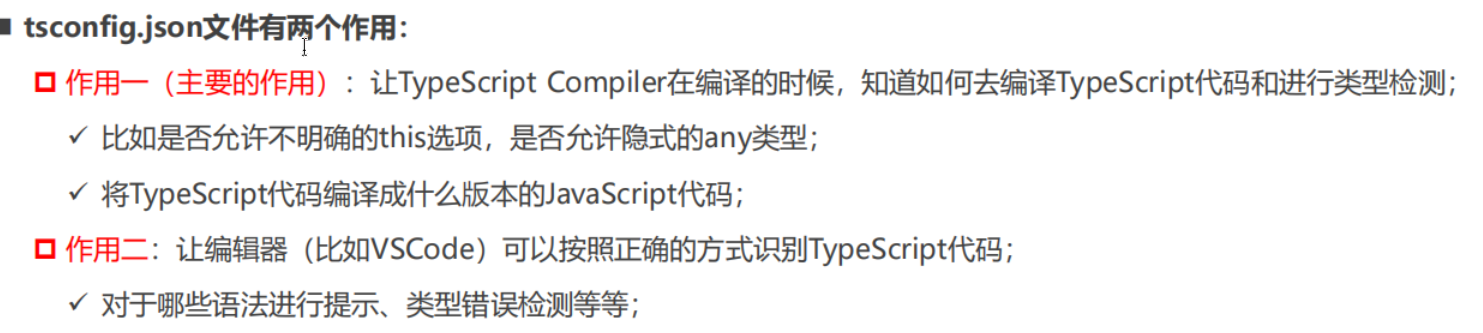 ■ tsconfig.json文件有两个作用：
作用一（主要的作用）：让TypeScript Compiler在编译的时候，知道如何去编译TypeScript代码和进行类型检测；
✓ 比如是否允许不明确的this选项，是否允许隐式的any类型；
✓ 将TypeScript代码编译成什么版本的JavaScript代码；
作用二：让编辑器（比如VSCode）可以按照正确的方式识别TypeScript代码；
✓ 对于哪些语法进行提示、类型错误检测等等；